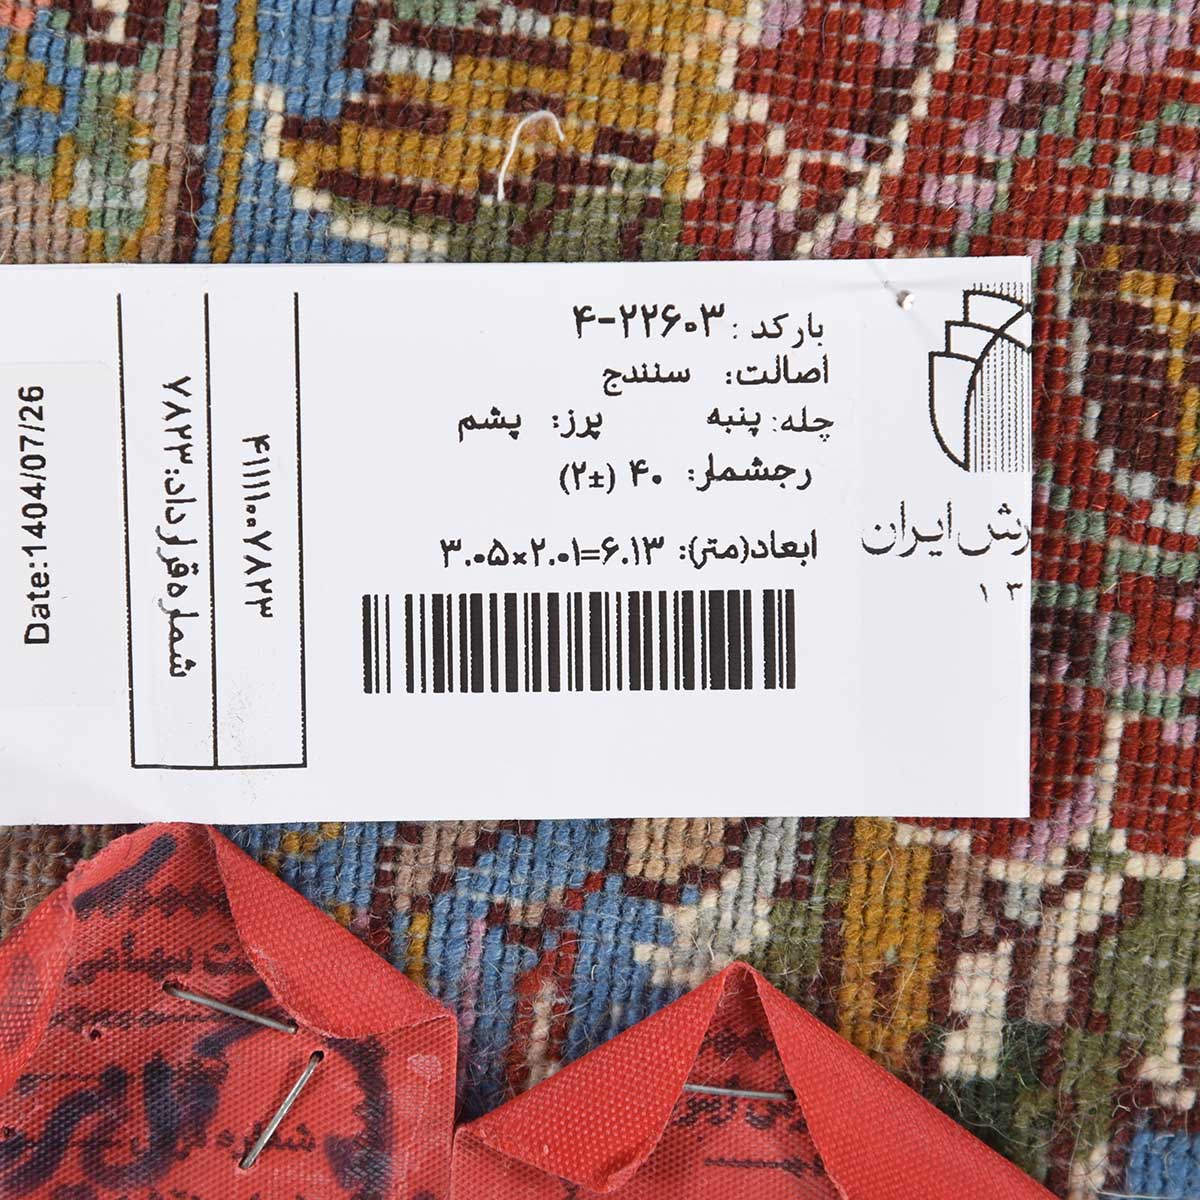 بارکد: ۴-۲۲۶۰۳
اصالت: سنندج
چله: پنبه پرز: پشم
رجشمار: ۴۰ (±۲)
ابعاد(متر): ۳.۰۵×۲.۰۱=۶.۱۳
رش ایران
۱۳
۴۱۱۱۱۰۰۷۸۲۳
شماره قرارداد: ۷۸۲۳
Date:1404/07/26
شماره